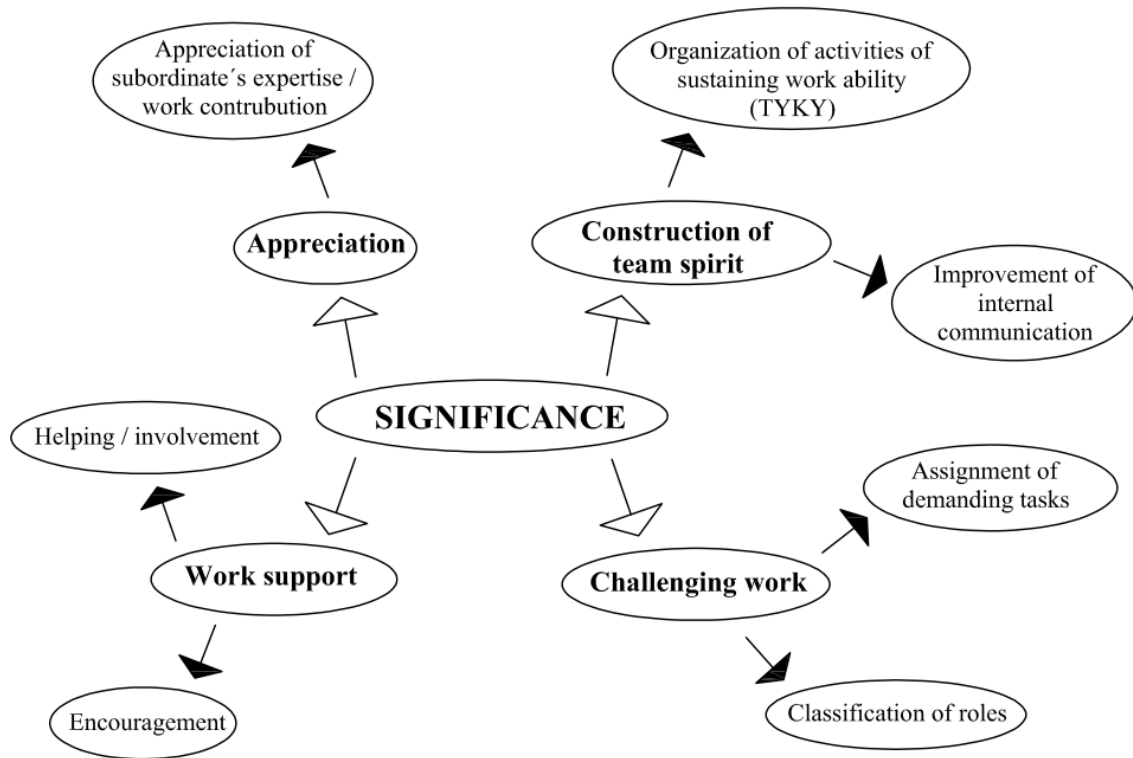 Appreciation of
subordinate´s expertise /
work contrubution
Organization of activities of
sustaining work ability
(TYKY)
Appreciation
Construction of
team spirit
Improvement of
internal
communication
SIGNIFICANCE
Helping / involvement
Assignment of
demanding tasks
Work support
Challenging work
Encouragement
Classification of roles